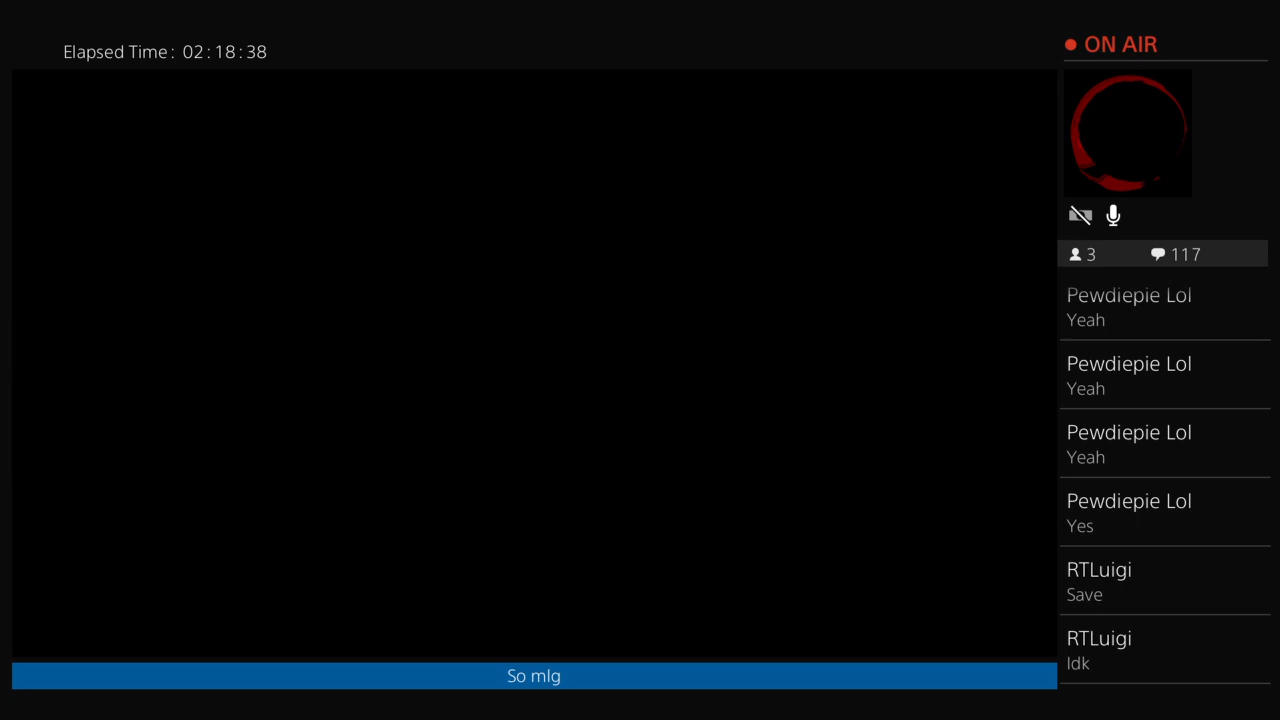 Elapsed Time: 02:18:38
ON AIR
3 117
Pewdiepie Lol
Yeah
Pewdiepie Lol
Yeah
Pewdiepie Lol
Yeah
Pewdiepie Lol
Yes
RTLuigi
Save
RTLuigi
Idk
So mlg